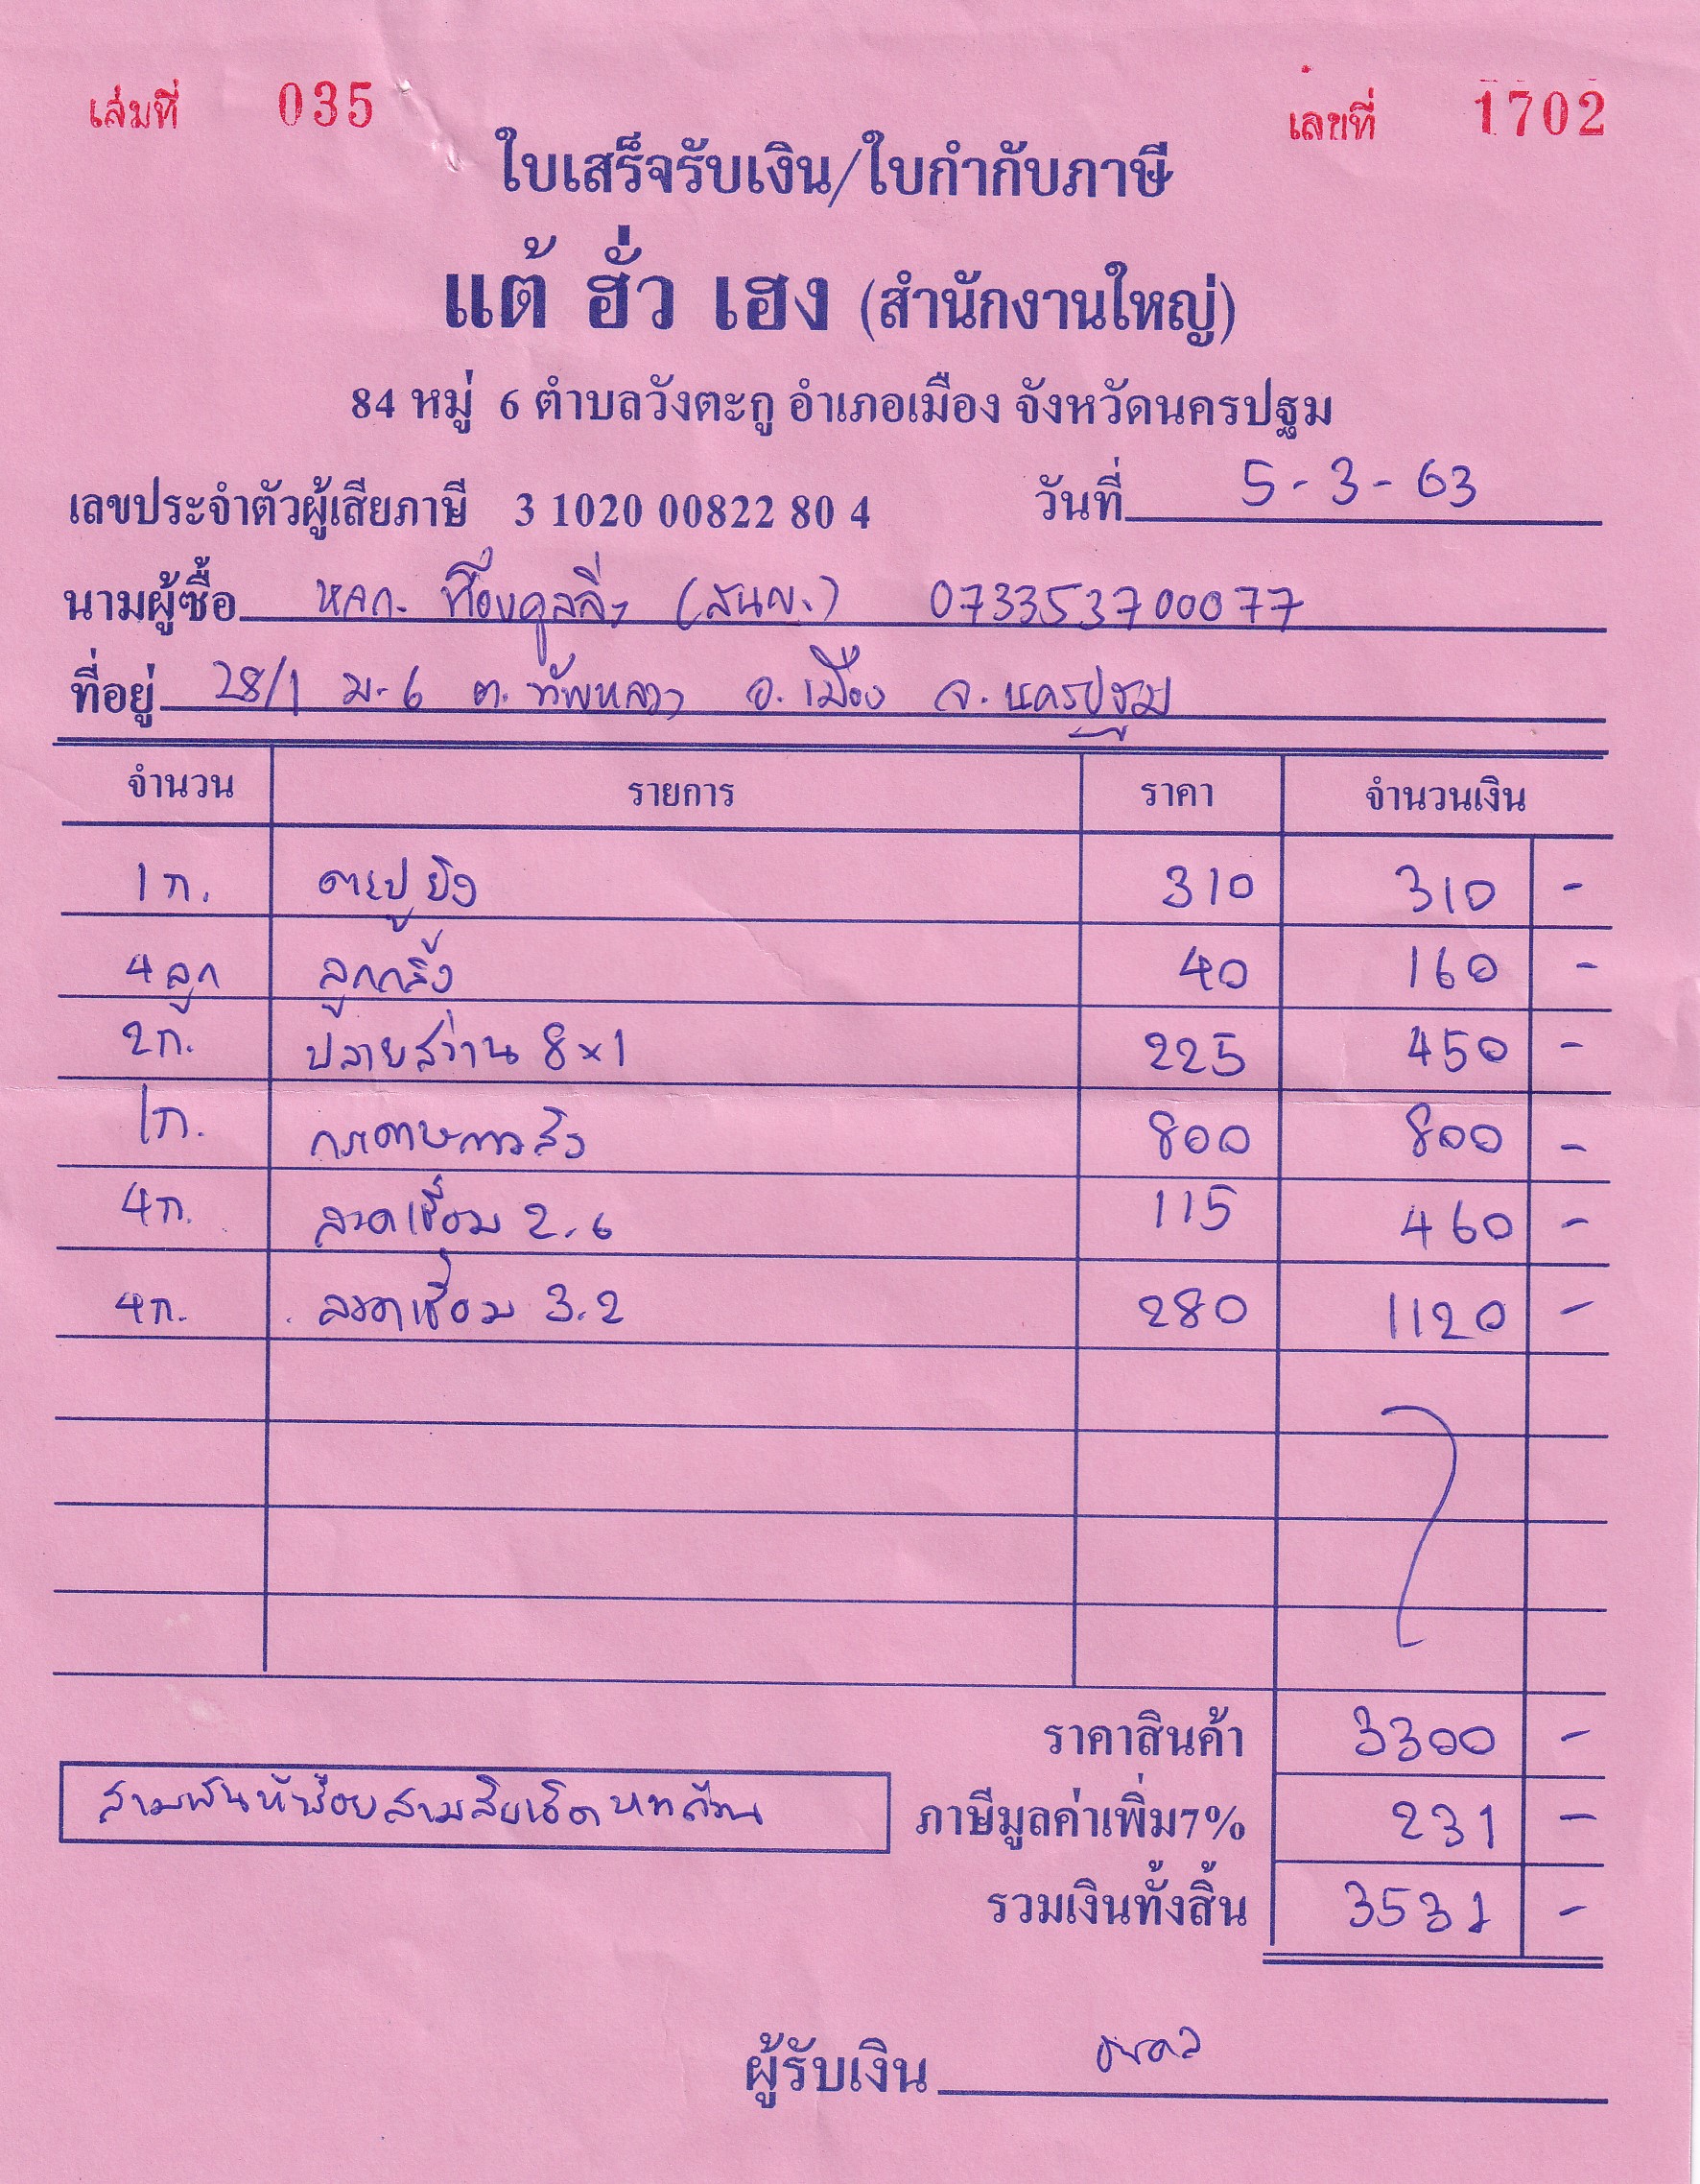 เล่มที่ 035
เลขที่ 1702
ใบเสร็จรับเงิน/ใบกำกับภาษี
แต้ ฮั่ว เฮง (สำนักงานใหญ่)
84 หมู่ 6 ตำบลวังตะกู อำเภอเมือง จังหวัดนครปฐม
เลขประจำตัวผู้เสียภาษี 3 1020 00822 80 4 วันที่ 5-3-63
นามผู้ซื้อ หจก. (สนญ.) 073353700077
ที่อยู่ 28/1 ม.6 ต. ทัพหลวง อ. เมือง จ. นครปฐม
จำนวน รายการ ราคา จำนวนเงิน
1 ก. ตะปูยิง 310 310 -
4 ลูก ลูกกลิ้ง 40 160 -
2 ก. ปลายสว่าน 8x1 225 450 -
1 ก. กระดาษกาว 800 800 -
4 ก. ลวดเชื่อม 2.6 115 460 -
4 ก. ลวดเชื่อม 3.2 280 1120 -
ราคาสินค้า 3300 -
สามพันห้าร้อยสามสิบเอ็ดบาทถ้วน ภาษีมูลค่าเพิ่ม7% 231 -
รวมเงินทั้งสิ้น 3531 -
ผู้รับเงิน